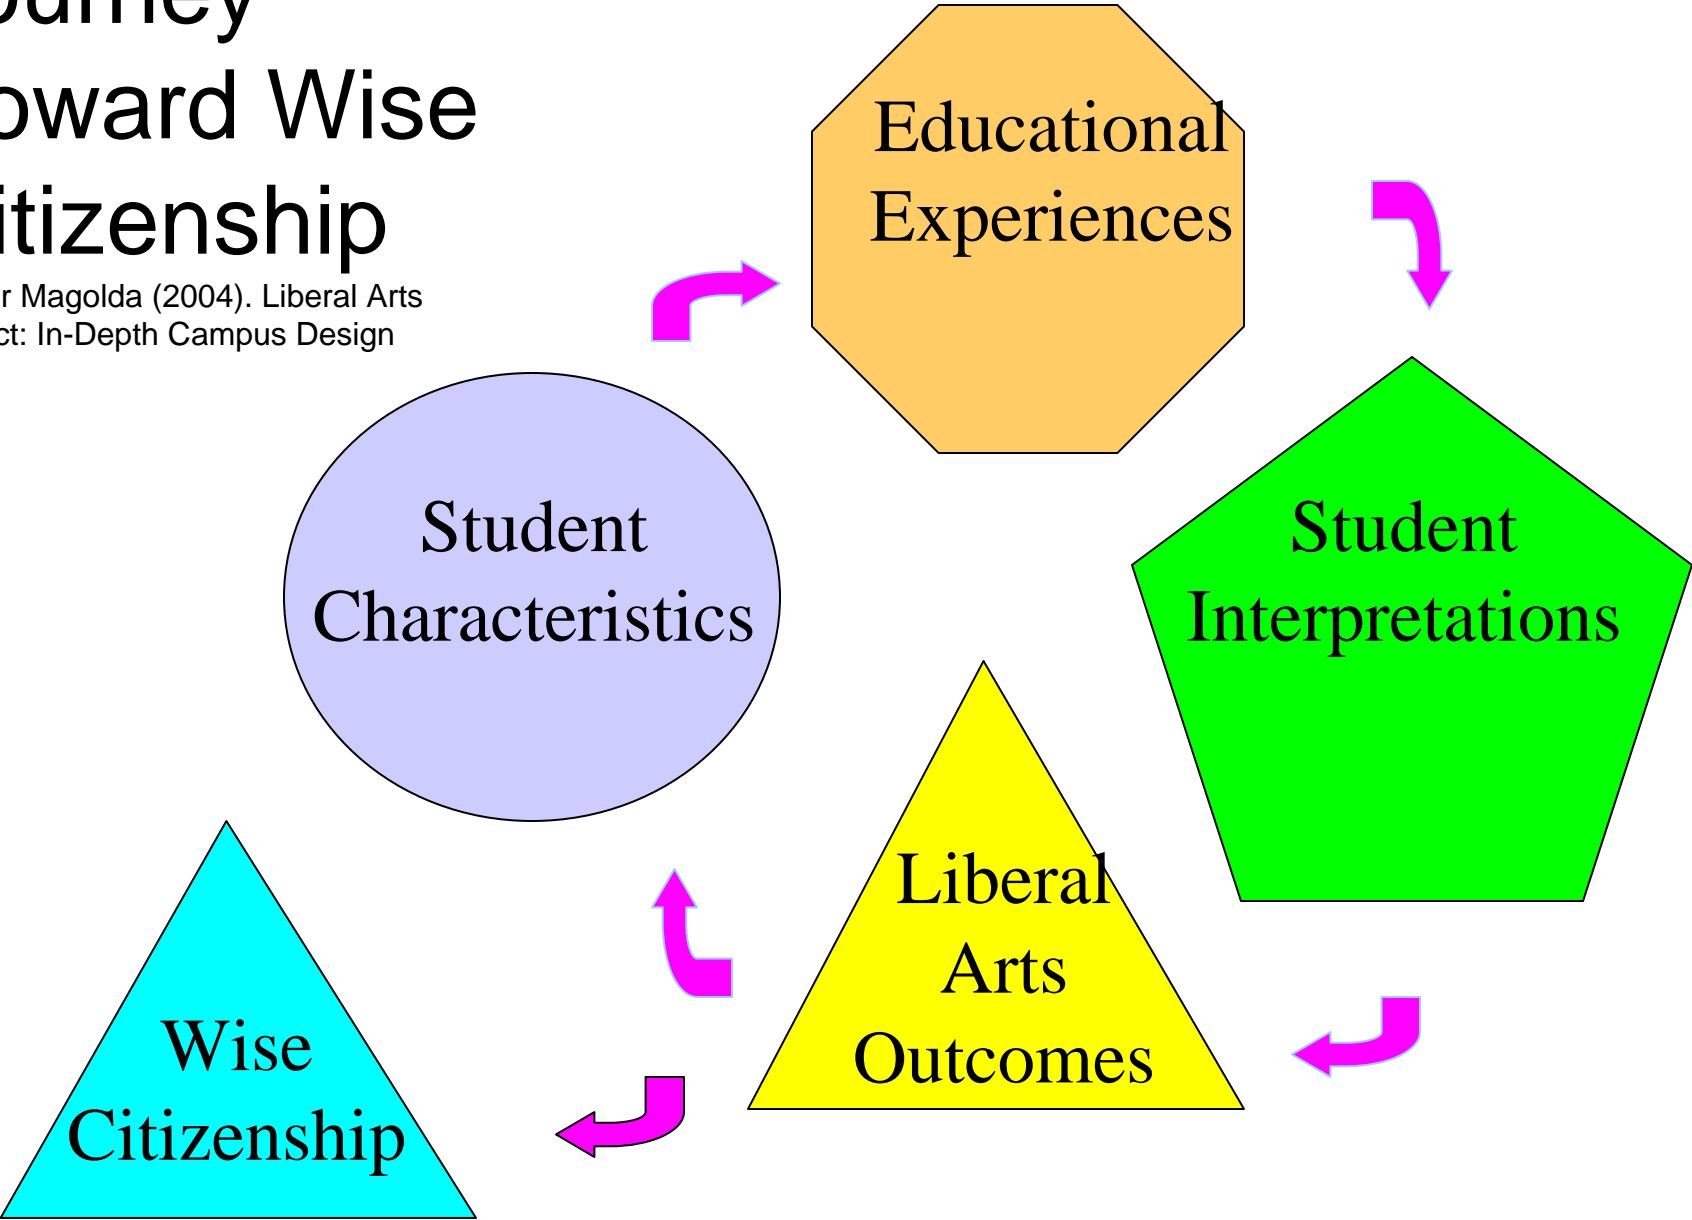 ourney
oward Wise
itizenship
r Magolda (2004). Liberal Arts
ct: In-Depth Campus Design
Educational
Experiences
Student
Characteristics
Student
Interpretations
Liberal
Arts
Outcomes
Wise
Citizenship